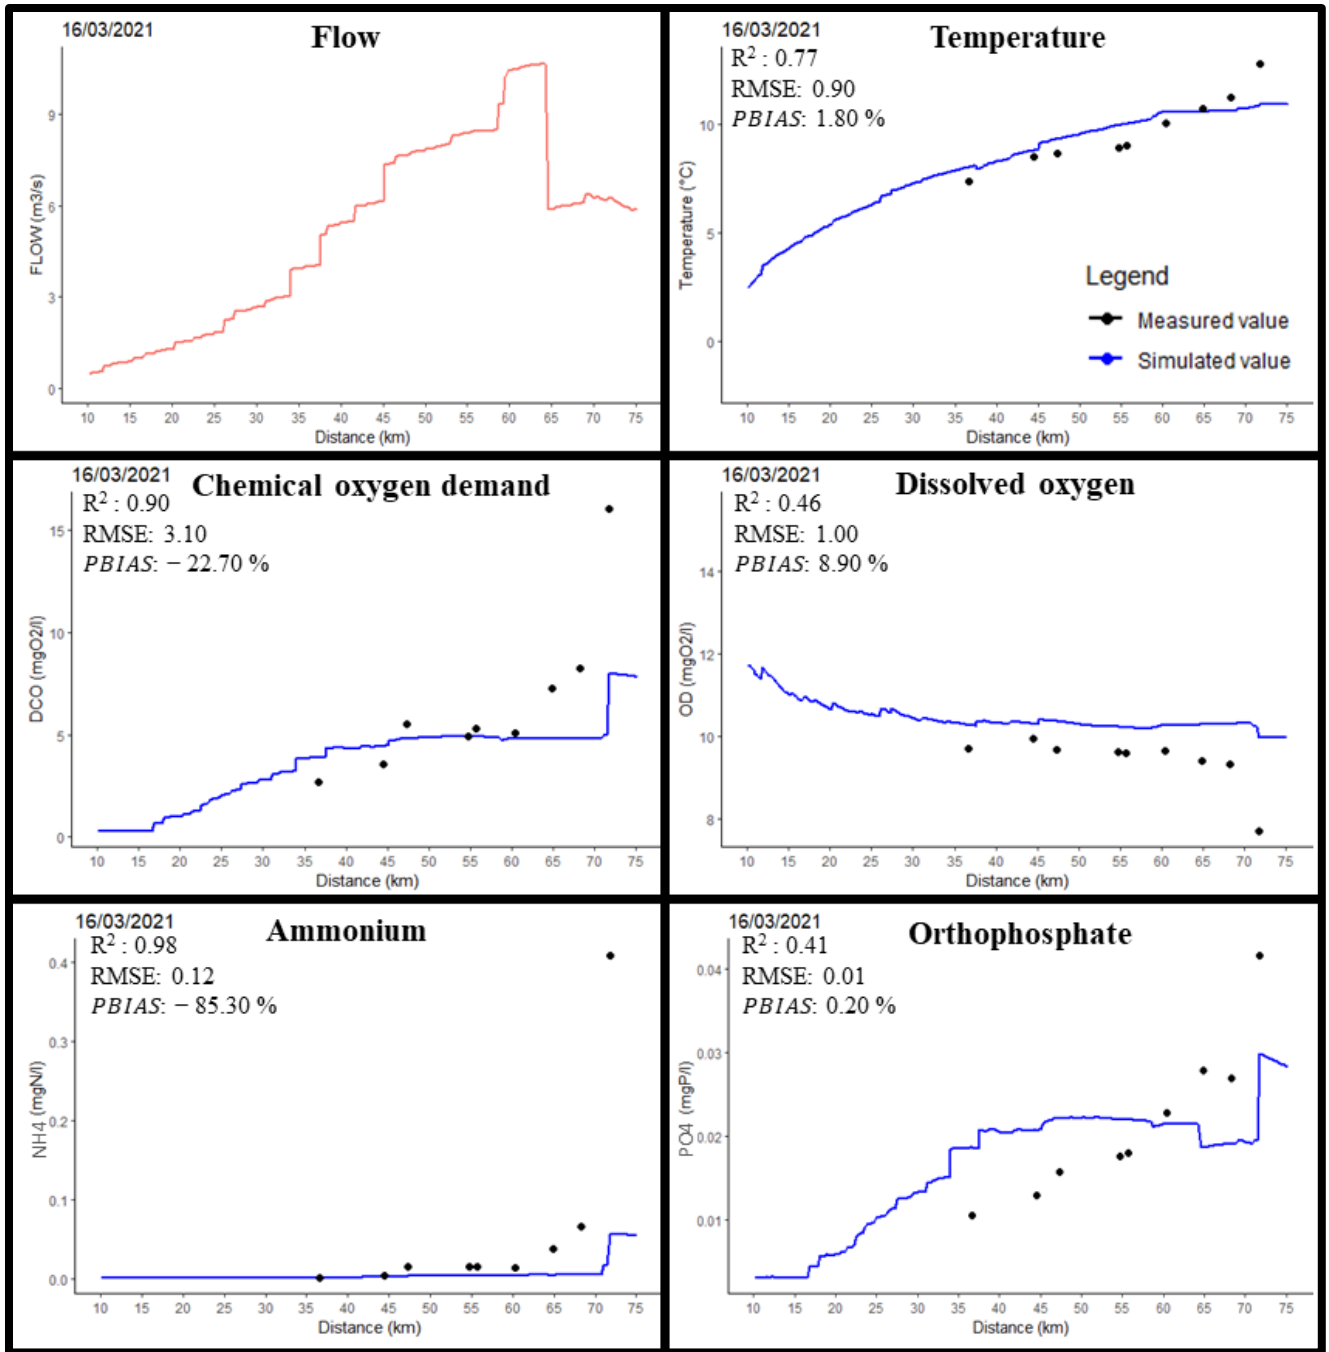 16/03/2021
Flow
FLOW (m3/s)
9
6
3
0
10 15 20 25 30 35 40 45 50 55 60 65 70 75
Distance (km)
16/03/2021
Temperature
R² : 0.77
RMSE: 0.90
PBIAS: 1.80 %
Temperature (°C)
10
5
0
Legend
Measured value
Simulated value
10 15 20 25 30 35 40 45 50 55 60 65 70 75
Distance (km)
16/03/2021
Chemical oxygen demand
R² : 0.90
RMSE: 3.10
PBIAS: − 22.70 %
DCO (mgO2/l)
15
10
5
0
10 15 20 25 30 35 40 45 50 55 60 65 70 75
Distance (km)
16/03/2021
Dissolved oxygen
R² : 0.46
RMSE: 1.00
PBIAS: 8.90 %
OD (mgO2/l)
14
12
10
8
10 15 20 25 30 35 40 45 50 55 60 65 70 75
Distance (km)
16/03/2021
Ammonium
R² : 0.98
RMSE: 0.12
PBIAS: − 85.30 %
NH4 (mgN/l)
0.4
0.3
0.2
0.1
0.0
10 15 20 25 30 35 40 45 50 55 60 65 70 75
Distance (km)
16/03/2021
Orthophosphate
R² : 0.41
RMSE: 0.01
PBIAS: 0.20 %
PO4 (mgP/l)
0.04
0.03
0.02
0.01
10 15 20 25 30 35 40 45 50 55 60 65 70 75
Distance (km)